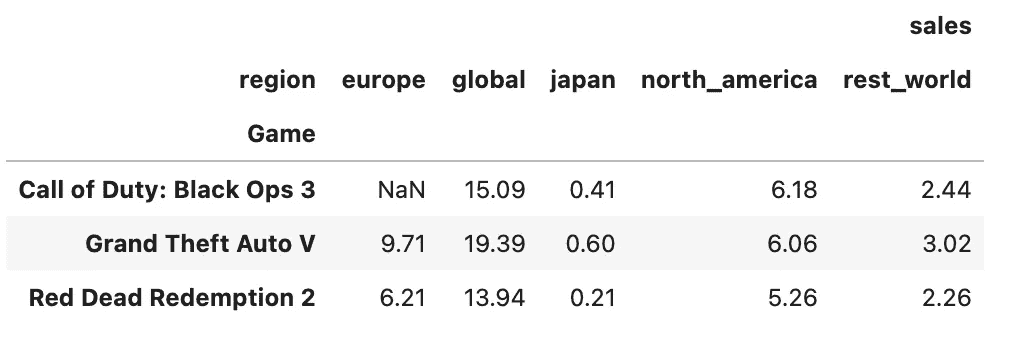 sales
region europe global japan north_america rest_world
Game
Call of Duty: Black Ops 3 NaN 15.09 0.41 6.18 2.44
Grand Theft Auto V 9.71 19.39 0.60 6.06 3.02
Red Dead Redemption 2 6.21 13.94 0.21 5.26 2.26